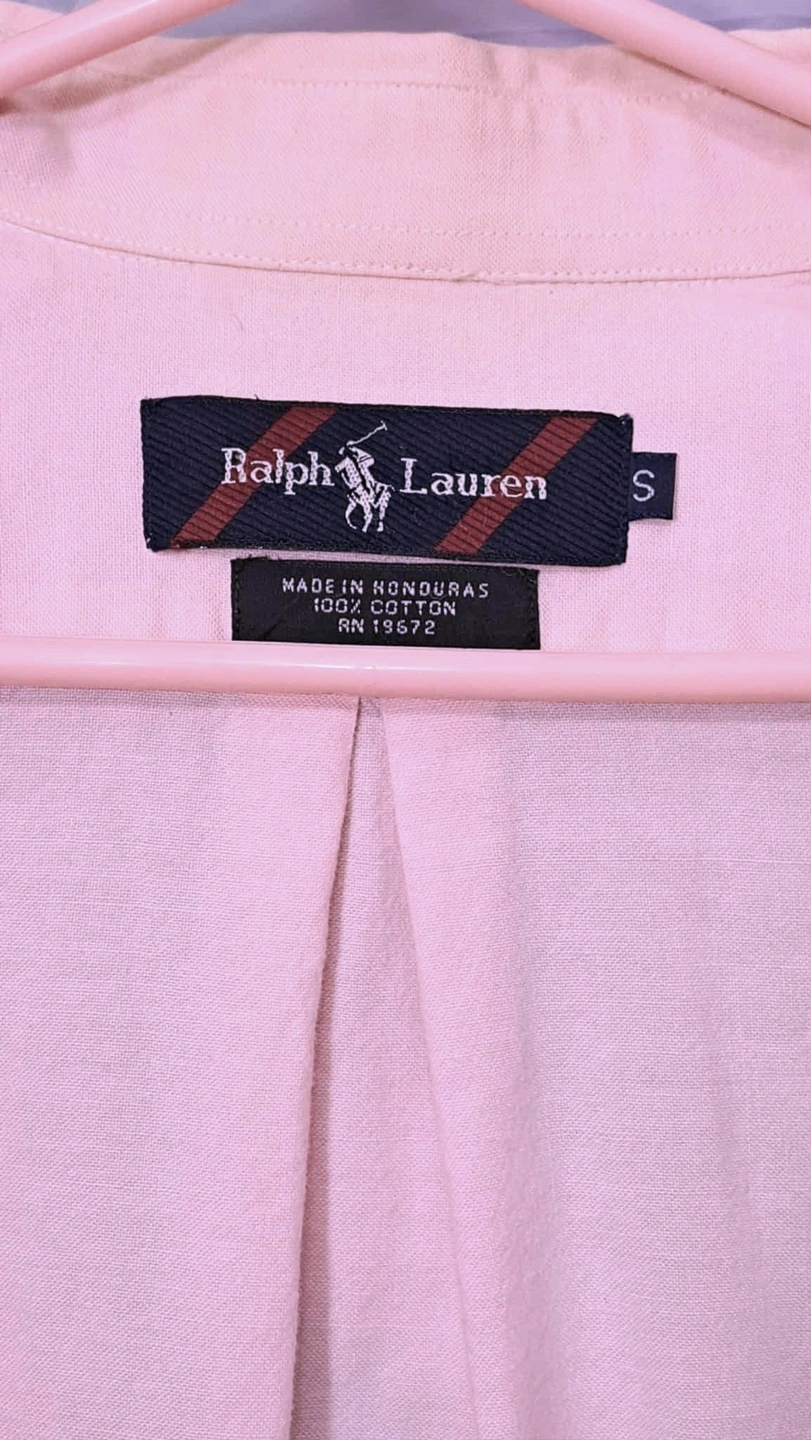 Ralph Lauren
S
MADE IN HONDURAS
100% COTTON
RN 19672